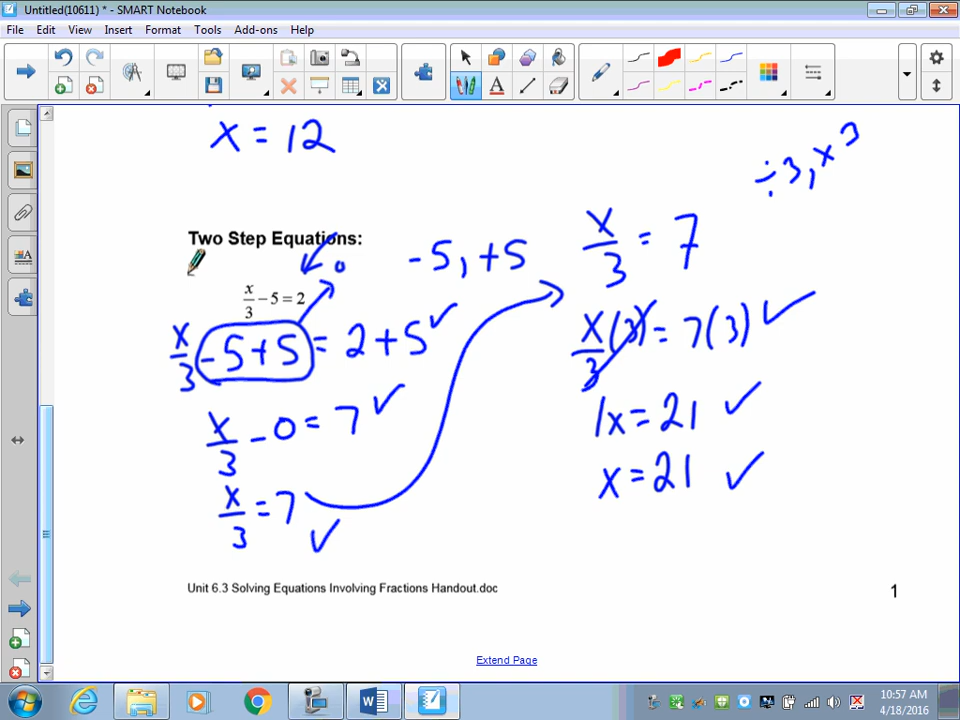 Untitled(10611) * - SMART Notebook
File Edit View Insert Format Tools Add-ons Help
x = 12
÷3, x3
Two Step Equations:
-5, +5
x/3 - 5 = 2
0
x/3 - 5 + 5 = 2 + 5 ✓
x/3 - 0 = 7 ✓
x/3 = 7
✓
x/3 = 7
x/3 (3) = 7(3) ✓
1x = 21 ✓
x = 21 ✓
Unit 6.3 Solving Equations Involving Fractions Handout.doc
1
Extend Page
10:57 AM
4/18/2016